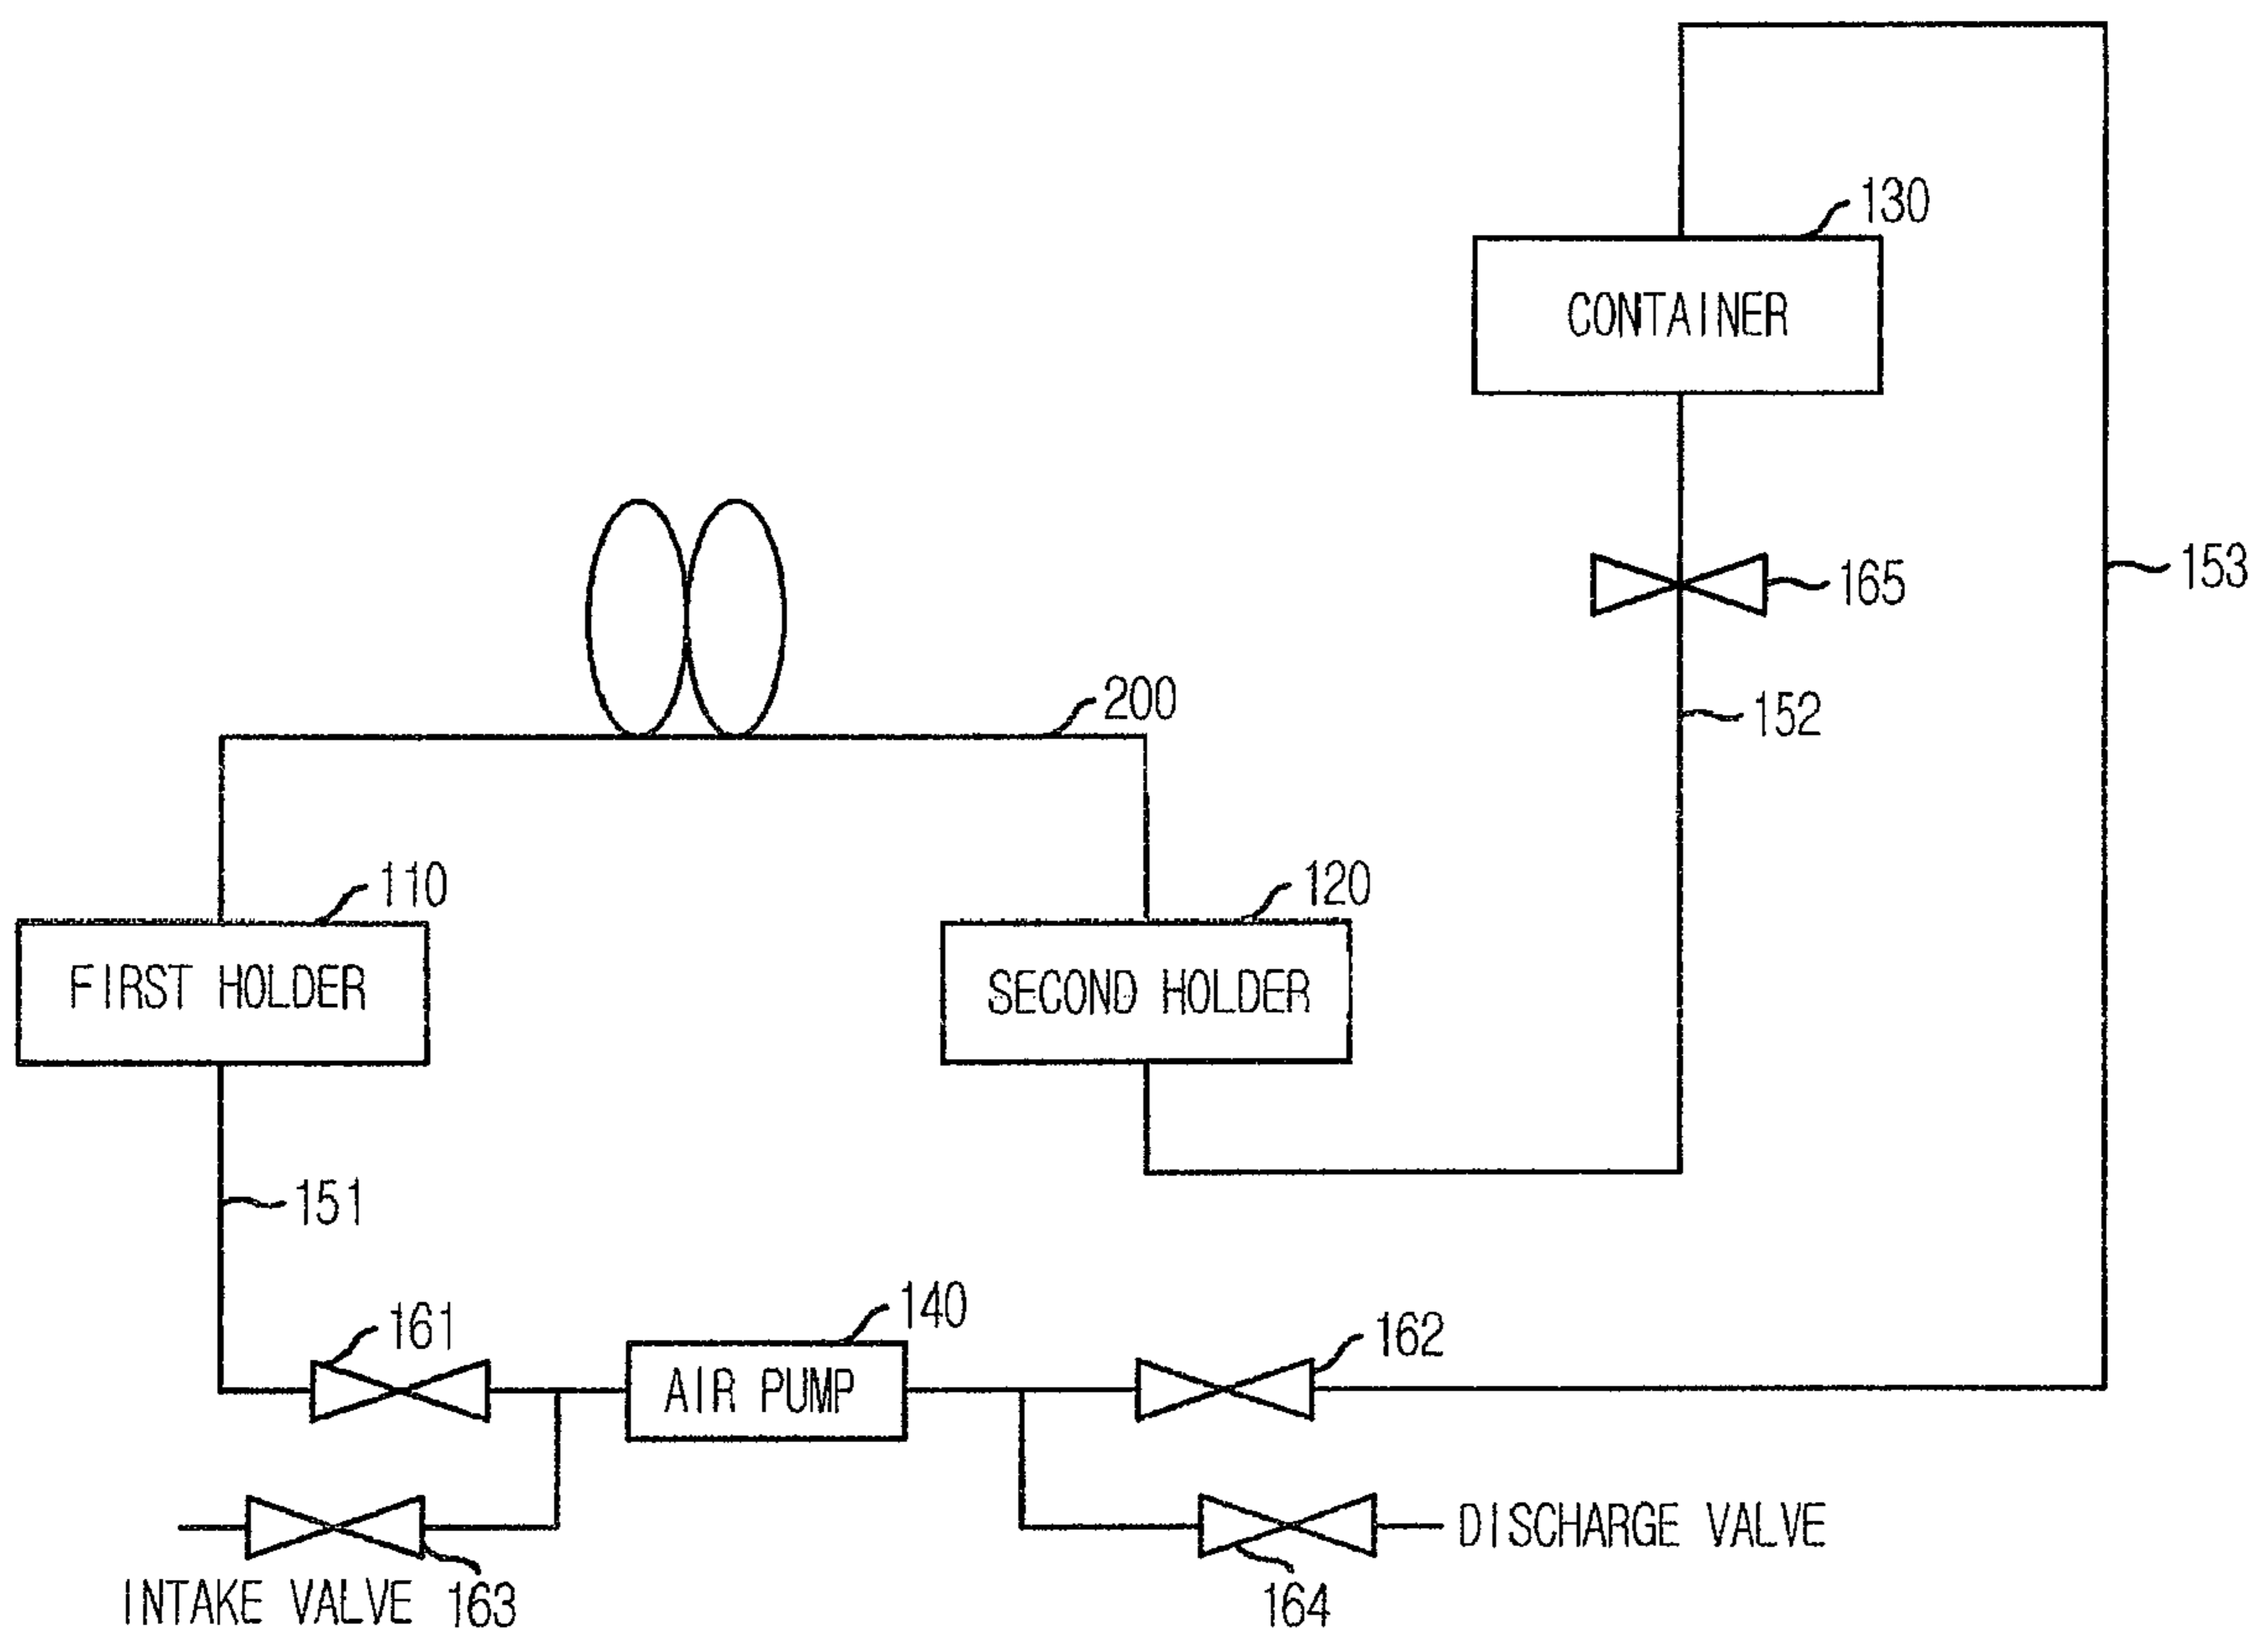 130
CONTAINER
165
153
152
200
110
120
FIRST HOLDER
SECOND HOLDER
151
161
140
162
AIR PUMP
DISCHARGE VALVE
INTAKE VALVE 163
164